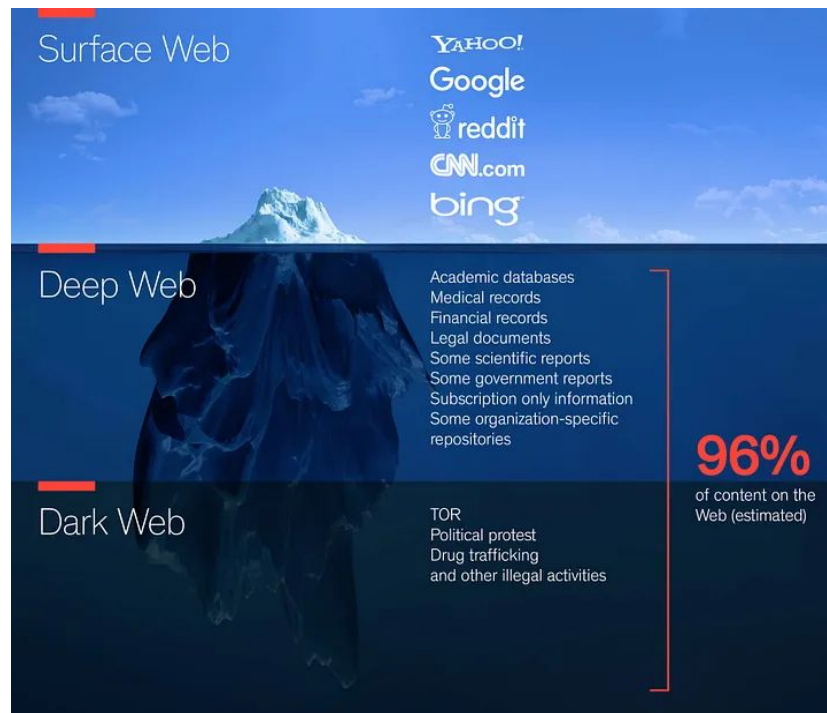 Surface Web
YAHOO!
Google
reddit
CNN.com
bing
Deep Web
Academic databases
Medical records
Financial records
Legal documents
Some scientific reports
Some government reports
Subscription only information
Some organization-specific
repositories
96%
of content on the
Web (estimated)
Dark Web
TOR
Political protest
Drug trafficking
and other illegal activities